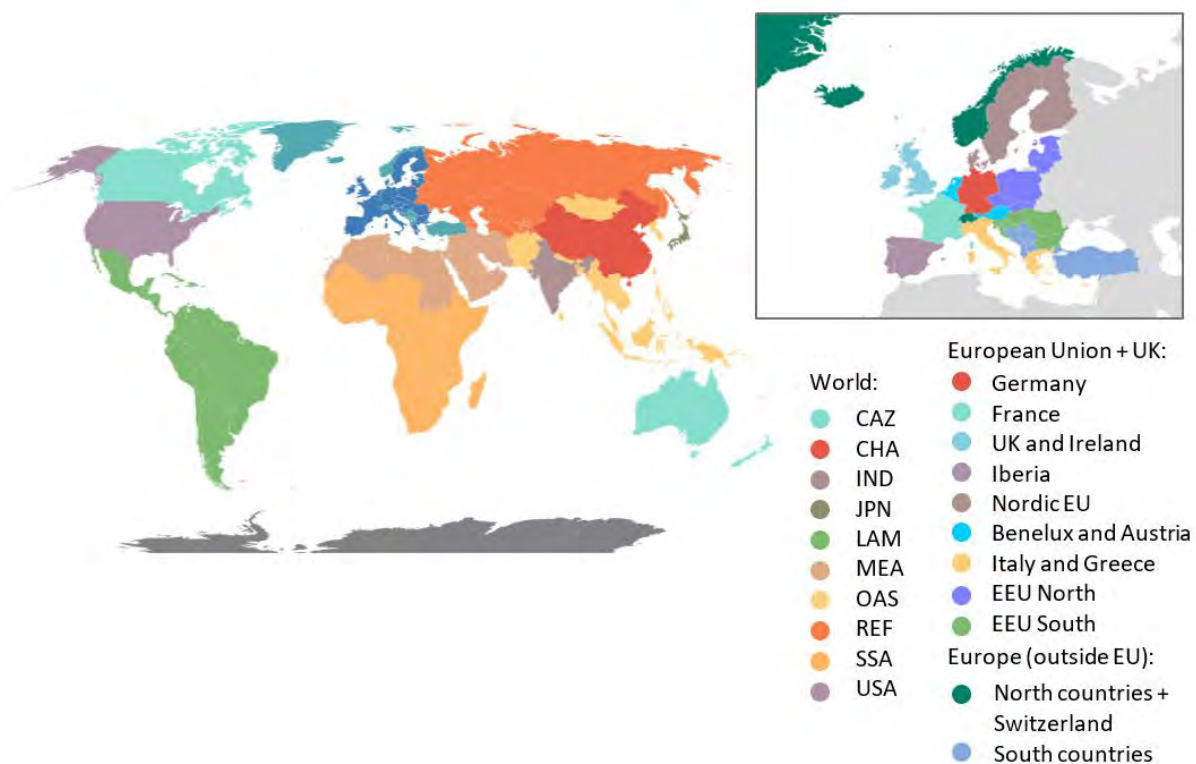 World:
CAZ
CHA
IND
JPN
LAM
MEA
OAS
REF
SSA
USA
European Union + UK:
Germany
France
UK and Ireland
Iberia
Nordic EU
Benelux and Austria
Italy and Greece
EEU North
EEU South
Europe (outside EU):
North countries +
Switzerland
South countries